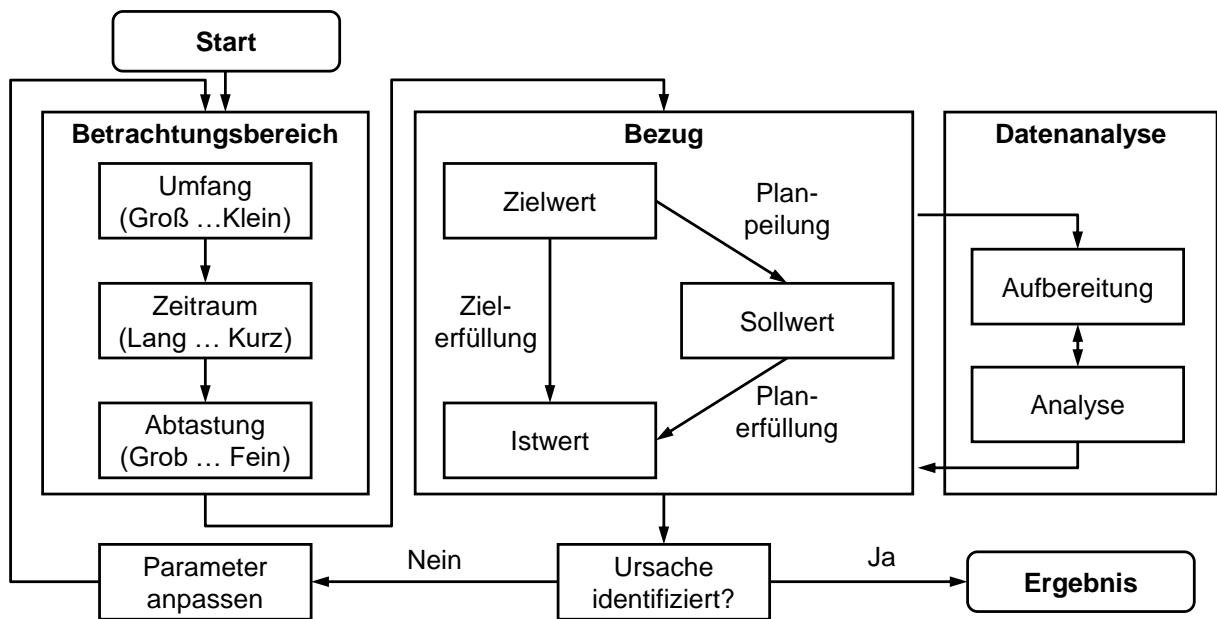 Start
Betrachtungsbereich
Umfang
(Groß …Klein)
Zeitraum
(Lang … Kurz)
Abtastung
(Grob … Fein)
Bezug
Zielwert
Plan-
peilung
Ziel-
erfüllung
Sollwert
Plan-
erfüllung
Istwert
Datenanalyse
Aufbereitung
Analyse
Parameter
anpassen
Nein
Ursache
identifiziert?
Ja
Ergebnis